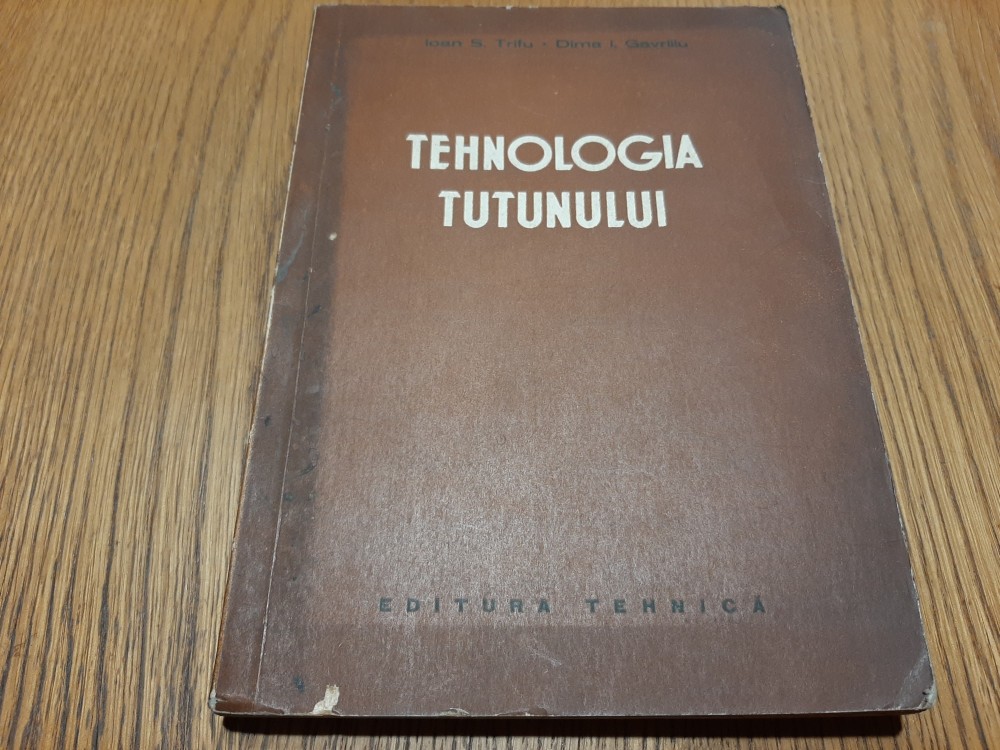 Ioan S. Trifu • Dima I. Gavriliu
TEHNOLOGIA
TUTUNULUI
EDITURA TEHNICĂ